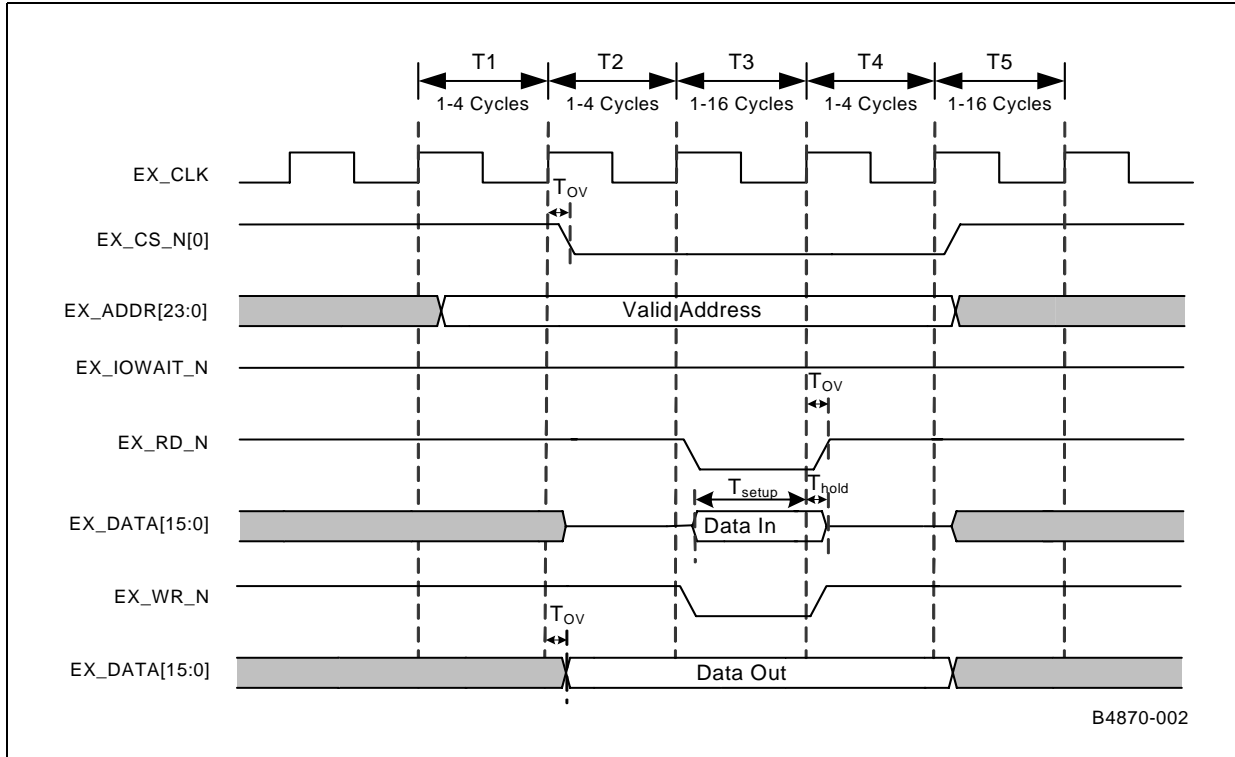 T1 T2 T3 T4 T5
1-4 Cycles 1-4 Cycles 1-16 Cycles 1-4 Cycles 1-16 Cycles
EX_CLK
TOV
EX_CS_N[0]
EX_ADDR[23:0] Valid Address
EX_IOWAIT_N
TOV
EX_RD_N
Tsetup Thold
EX_DATA[15:0] Data In
EX_WR_N
TOV
EX_DATA[15:0] Data Out
B4870-002